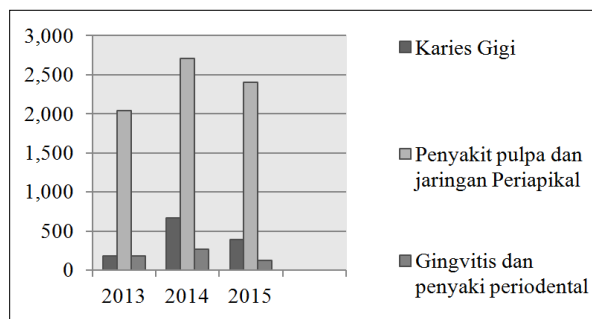 3,000
2,500
2,000
1,500
1,000
500
0
2013 2014 2015
Karies Gigi
Penyakit pulpa dan
jaringan Periapikal
Gingvitis dan
penyaki periodental